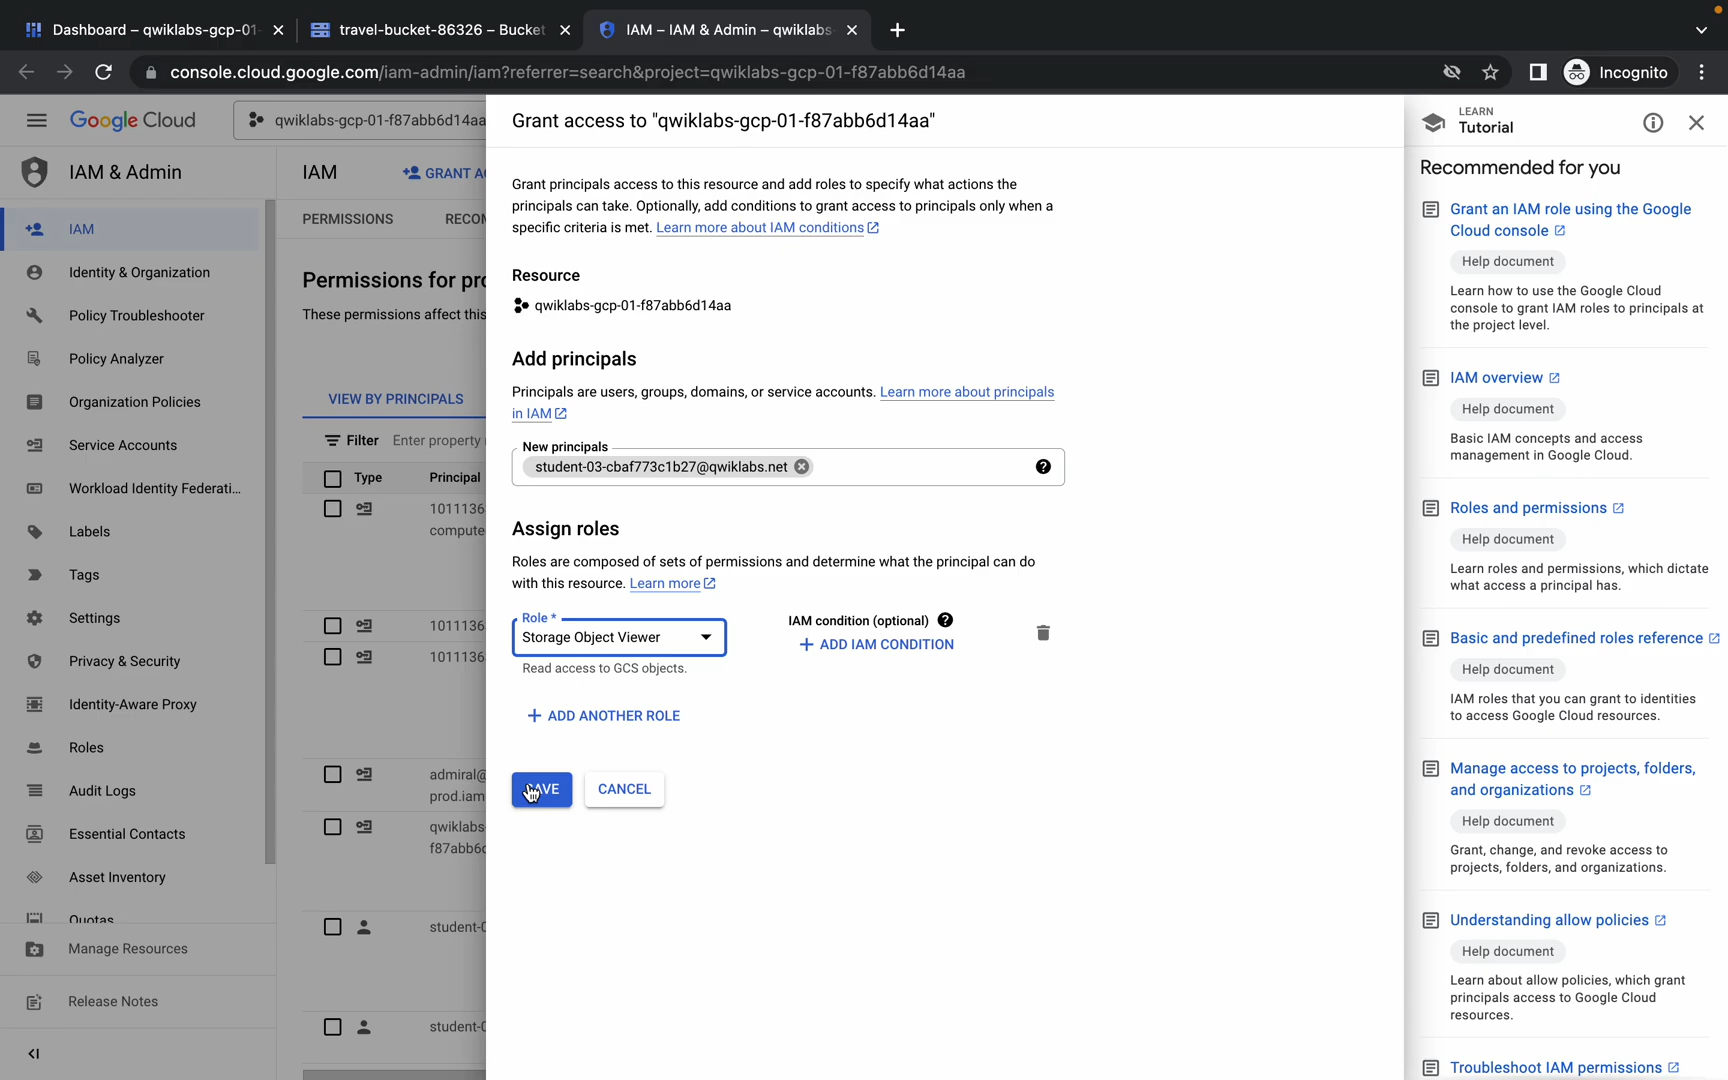 Dashboard – qwiklabs-gcp-01-
travel-bucket-86326 – Bucket
IAM – IAM & Admin – qwiklabs-
console.cloud.google.com/iam-admin/iam?referrer=search&project=qwiklabs-gcp-01-f87abb6d14aa
Incognito
Google Cloud
qwiklabs-gcp-01-f87abb6d14aa
IAM & Admin
IAM
Identity & Organization
Policy Troubleshooter
Policy Analyzer
Organization Policies
Service Accounts
Workload Identity Federati...
Labels
Tags
Settings
Privacy & Security
Identity-Aware Proxy
Roles
Audit Logs
Essential Contacts
Asset Inventory
Quotas
Manage Resources
Release Notes
IAM
GRANT AC
PERMISSIONS
RECOM
Permissions for pro
These permissions affect this
VIEW BY PRINCIPALS
Filter Enter property
Type Principal
1011136
compute
1011136
1011136
admiral@
prod.iam
qwiklabs-
f87abb6d
student-0
student-0
Grant access to "qwiklabs-gcp-01-f87abb6d14aa"
Grant principals access to this resource and add roles to specify what actions the
principals can take. Optionally, add conditions to grant access to principals only when a
specific criteria is met. Learn more about IAM conditions
Resource
qwiklabs-gcp-01-f87abb6d14aa
Add principals
Principals are users, groups, domains, or service accounts. Learn more about principals
in IAM
New principals
student-03-cbaf773c1b27@qwiklabs.net
Assign roles
Roles are composed of sets of permissions and determine what the principal can do
with this resource. Learn more
Role *
Storage Object Viewer
Read access to GCS objects.
IAM condition (optional)
+ ADD IAM CONDITION
+ ADD ANOTHER ROLE
SAVE
CANCEL
LEARN
Tutorial
Recommended for you
Grant an IAM role using the Google
Cloud console
Help document
Learn how to use the Google Cloud
console to grant IAM roles to principals at
the project level.
IAM overview
Help document
Basic IAM concepts and access
management in Google Cloud.
Roles and permissions
Help document
Learn roles and permissions, which dictate
what access a principal has.
Basic and predefined roles reference
Help document
IAM roles that you can grant to identities
to access Google Cloud resources.
Manage access to projects, folders,
and organizations
Help document
Grant, change, and revoke access to
projects, folders, and organizations.
Understanding allow policies
Help document
Learn about allow policies, which grant
principals access to Google Cloud
resources.
Troubleshoot IAM permissions